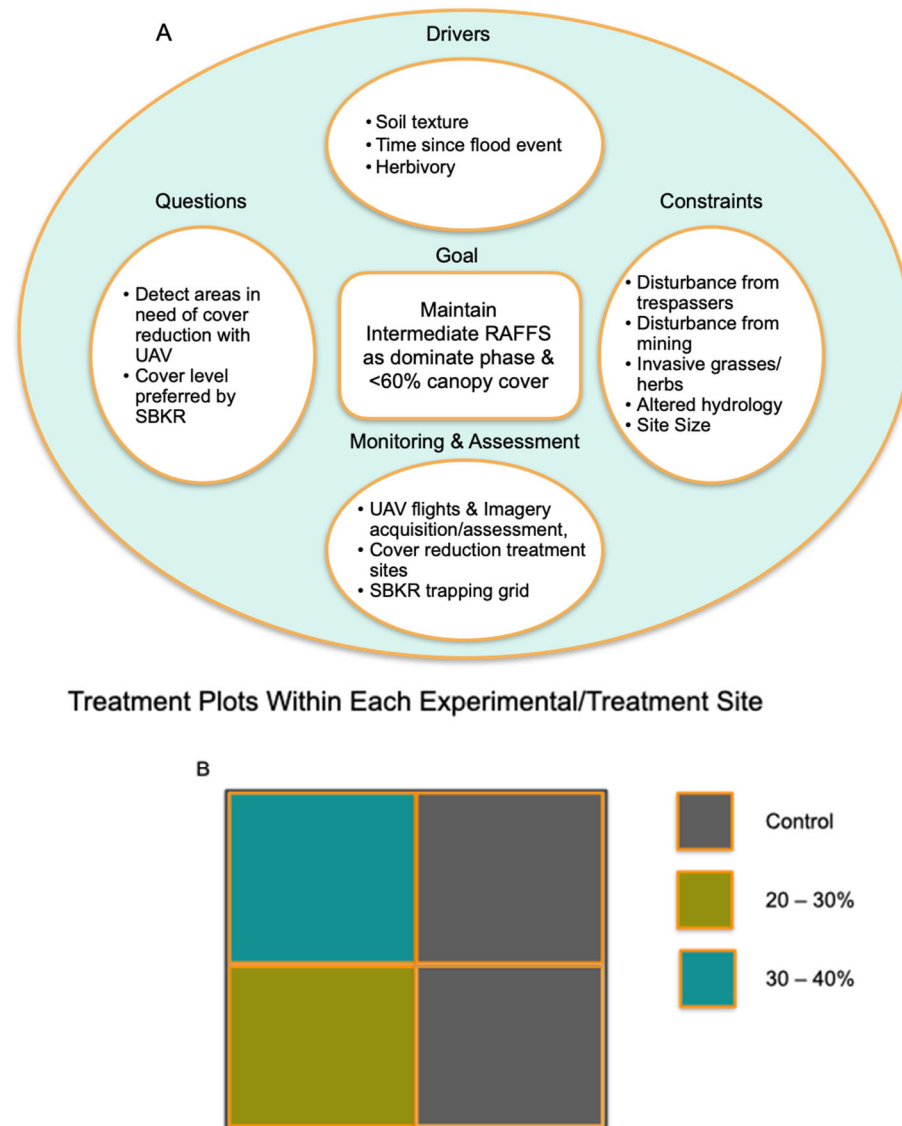 A
Drivers
• Soil texture
• Time since flood event
• Herbivory
Questions
• Detect areas in
need of cover
reduction with
UAV
• Cover level
preferred by
SBKR
Goal
Maintain
Intermediate RAFFS
as dominate phase &
<60% canopy cover
Constraints
• Disturbance from
trespassers
• Disturbance from
mining
• Invasive grasses/
herbs
• Altered hydrology
• Site Size
Monitoring & Assessment
• UAV flights & Imagery
acquisition/assessment,
• Cover reduction treatment
sites
• SBKR trapping grid
Treatment Plots Within Each Experimental/Treatment Site
B
Control
20 – 30%
30 – 40%